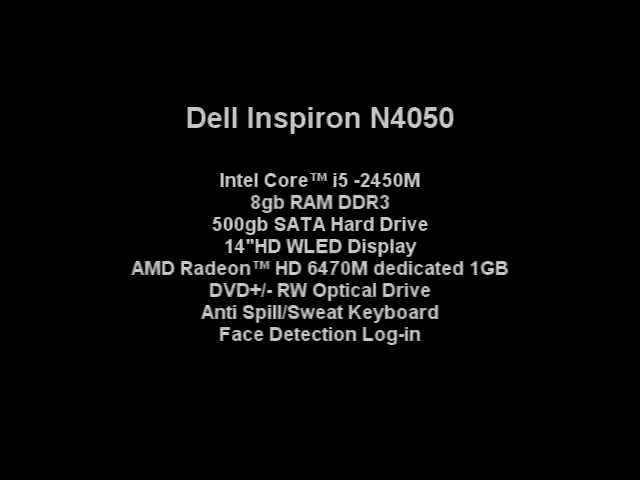 Dell Inspiron N4050
Intel Core™ i5 -2450M
8gb RAM DDR3
500gb SATA Hard Drive
14"HD WLED Display
AMD Radeon™ HD 6470M dedicated 1GB
DVD+/- RW Optical Drive
Anti Spill/Sweat Keyboard
Face Detection Log-in